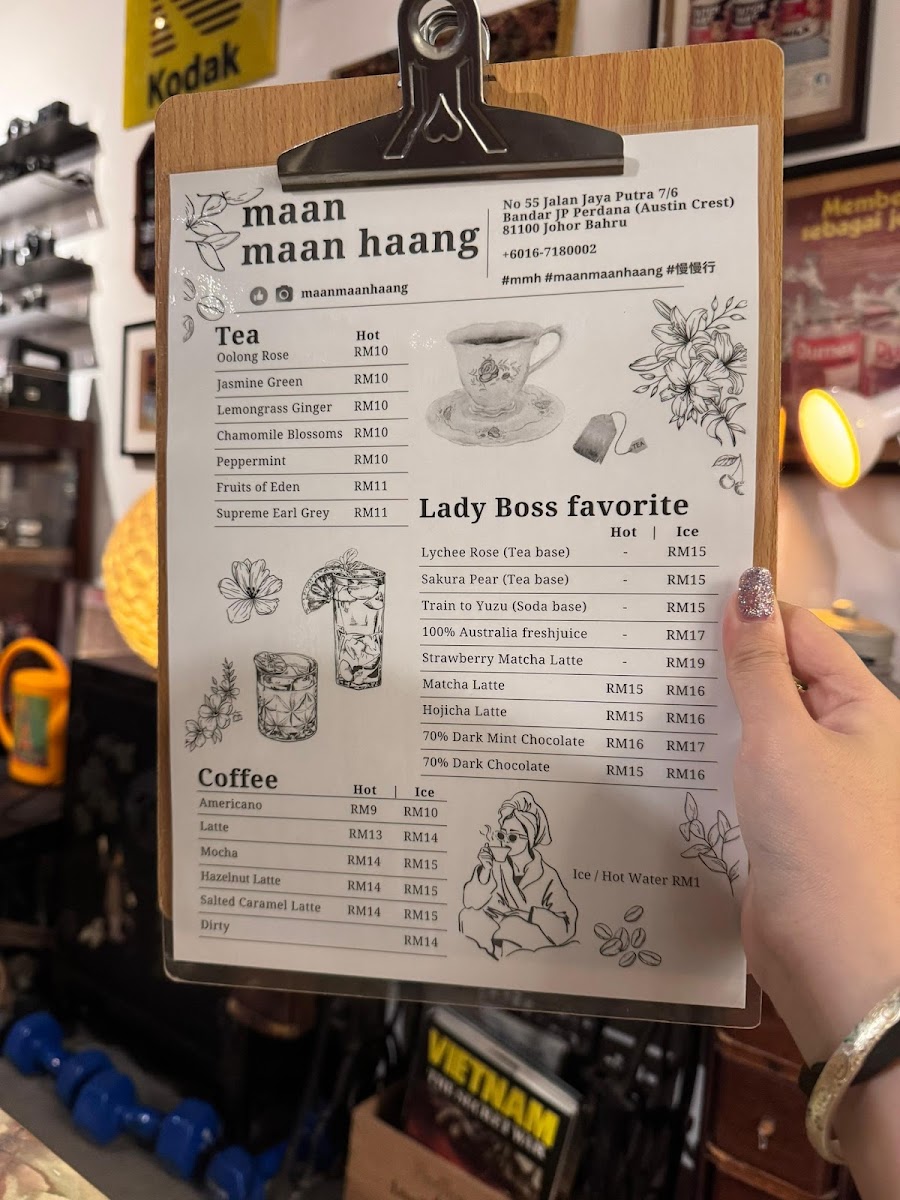 Kodak
maan
maan haang
maanmaanhaang
No 55 Jalan Jaya Putra 7/6
Bandar JP Perdana (Austin Crest)
81100 Johor Bahru
+6016-7180002
#mmh #maanmaanhaang #慢慢行
Tea Hot
Oolong Rose RM10
Jasmine Green RM10
Lemongrass Ginger RM10
Chamomile Blossoms RM10
Peppermint RM10
Fruits of Eden RM11
Supreme Earl Grey RM11
TEA
Lady Boss favorite
Hot | Ice
Lychee Rose (Tea base) - RM15
Sakura Pear (Tea base) - RM15
Train to Yuzu (Soda base) - RM15
100% Australia freshjuice - RM17
Strawberry Matcha Latte - RM19
Matcha Latte RM15 RM16
Hojicha Latte RM15 RM16
70% Dark Mint Chocolate RM16 RM17
70% Dark Chocolate RM15 RM16
Coffee Hot | Ice
Americano RM9 RM10
Latte RM13 RM14
Mocha RM14 RM15
Hazelnut Latte RM14 RM15
Salted Caramel Latte RM14 RM15
Dirty RM14
Ice / Hot Water RM1
Membe
sebagai
Dumex
VIETNAM